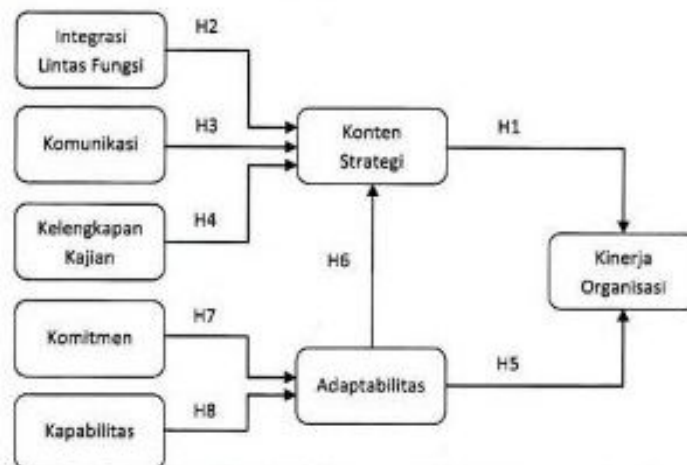 Integrasi
Lintas Fungsi
H2
Komunikasi
H3
Konten
Strategi
H1
Kelengkapan
Kajian
H4
H6
Kinerja
Organisasi
Komitmen
H7
Adaptabilitas
H5
Kapabilitas
H8